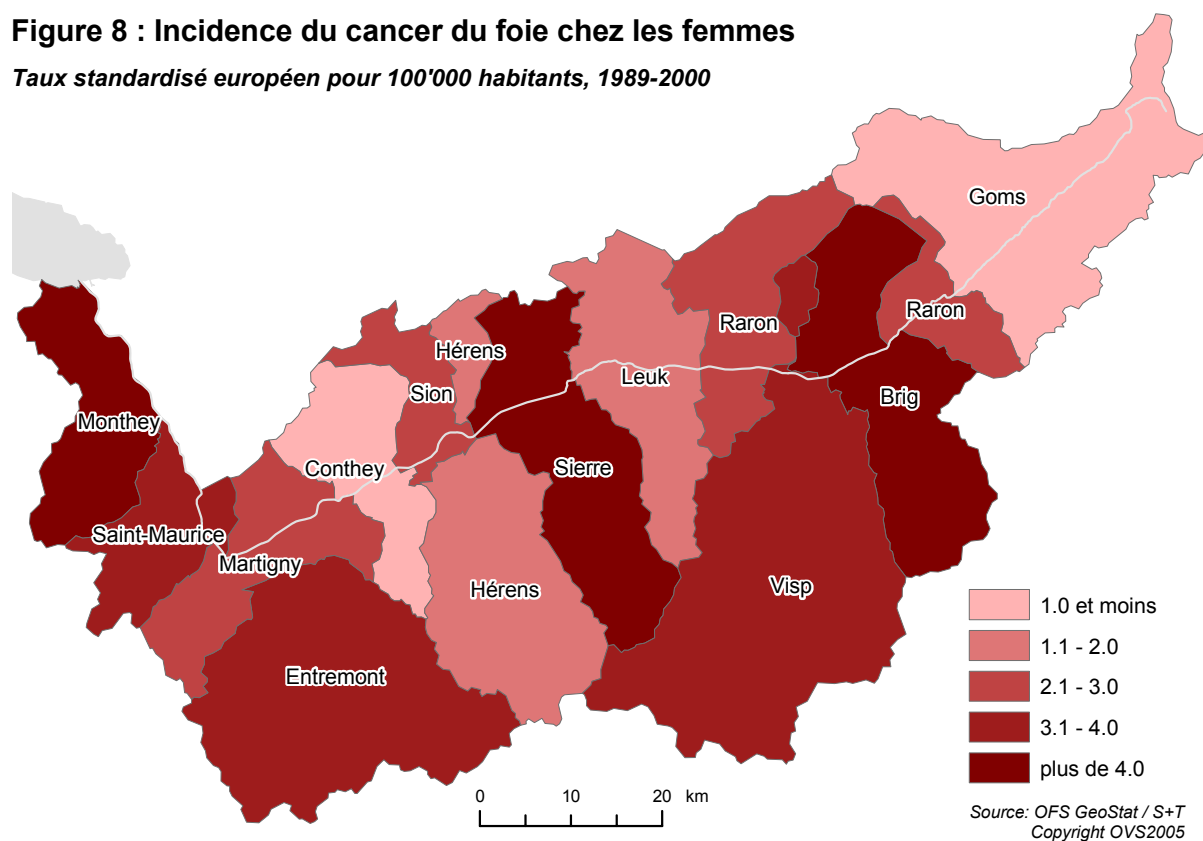 Figure 8 : Incidence du cancer du foie chez les femmes
Taux standardisé européen pour 100'000 habitants, 1989-2000
Goms
Raron
Raron
Hérens
Leuk
Sion
Brig
Monthey
Conthey
Sierre
Saint-Maurice
Martigny
Hérens
Visp
Entremont
1.0 et moins
1.1 - 2.0
2.1 - 3.0
3.1 - 4.0
plus de 4.0
0 10 20 km
Source: OFS GeoStat / S+T
Copyright OVS2005